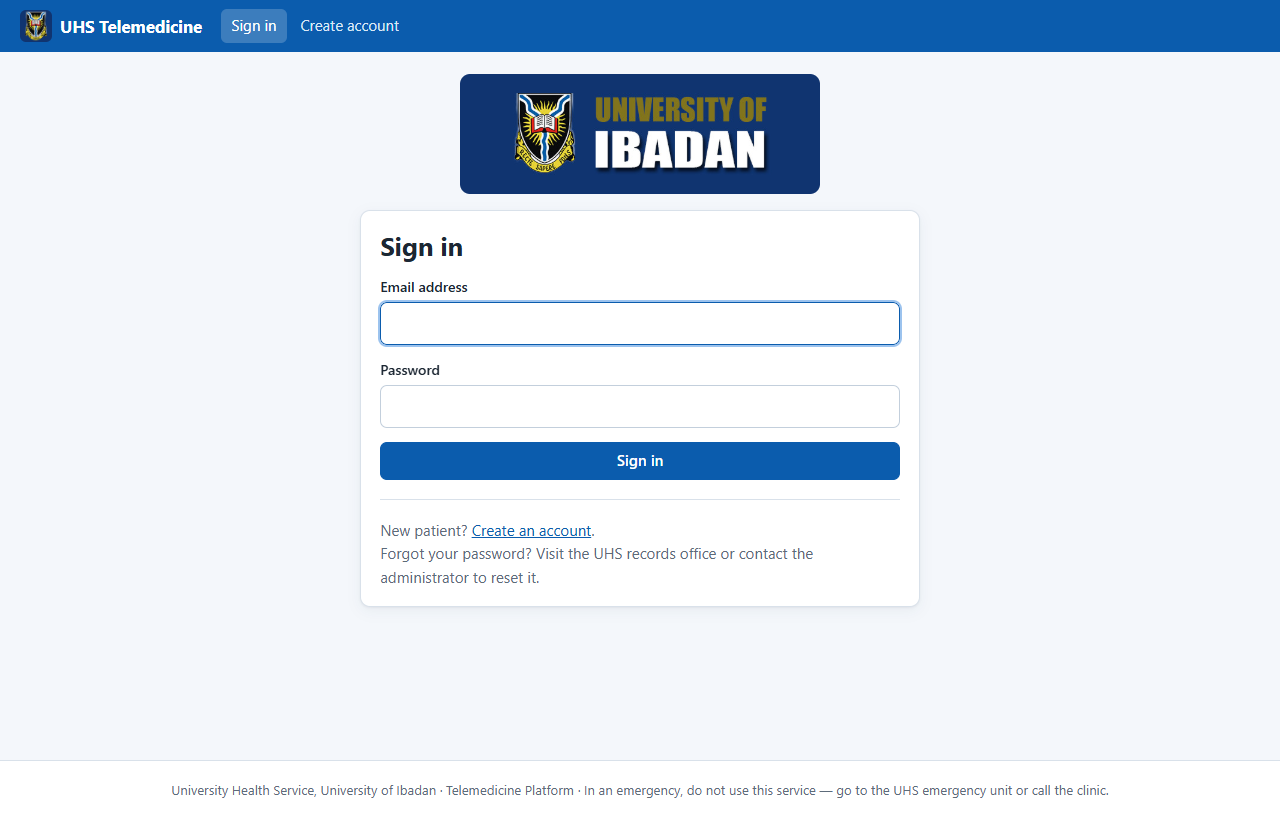 UHS Telemedicine
Sign in
Create account
UNIVERSITY OF
IBADAN
Sign in
Email address
Password
Sign in
New patient? Create an account.
Forgot your password? Visit the UHS records office or contact the
administrator to reset it.
University Health Service, University of Ibadan · Telemedicine Platform · In an emergency, do not use this service — go to the UHS emergency unit or call the clinic.